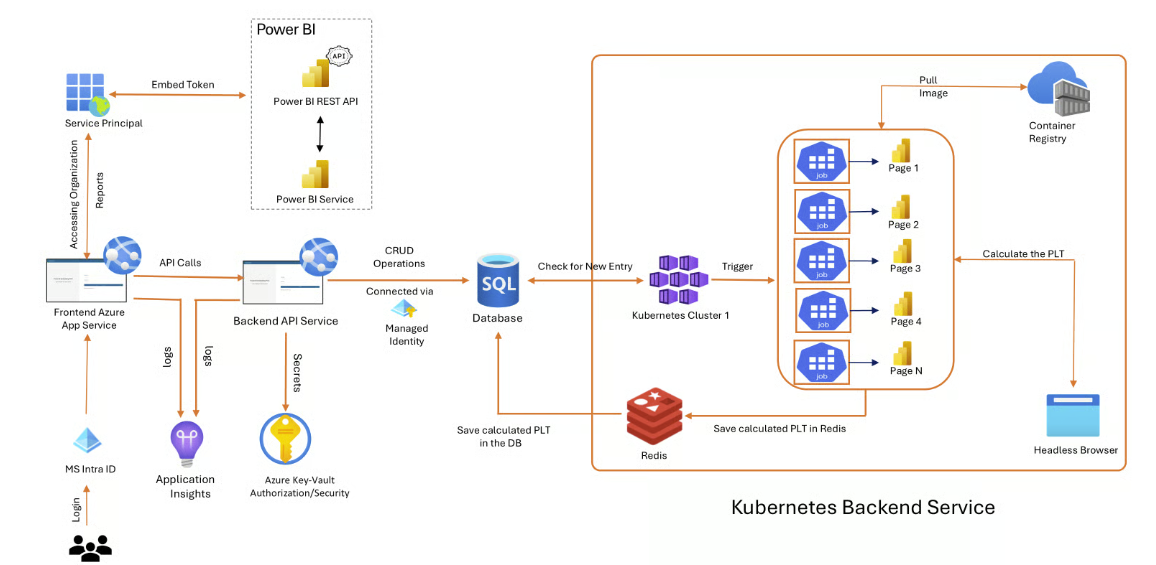 Power BI
API
Power BI REST API
Power BI Service
Embed Token
Service Principal
Accessing Organization
Reports
Frontend Azure
App Service
API Calls
Backend API Service
logs
logs
Secrets
MS Intra ID
Login
Application
Insights
Azure Key-Vault
Authorization/Security
CRUD
Operations
Connected via
Managed
Identity
SQL
Database
Check for New Entry
Kubernetes Cluster 1
Trigger
job
Page 1
job
Page 2
job
Page 3
job
Page 4
job
Page N
Pull
Image
Container
Registry
Calculate the PLT
Headless Browser
Save calculated PLT in Redis
Redis
Save calculated PLT
in the DB
Kubernetes Backend Service